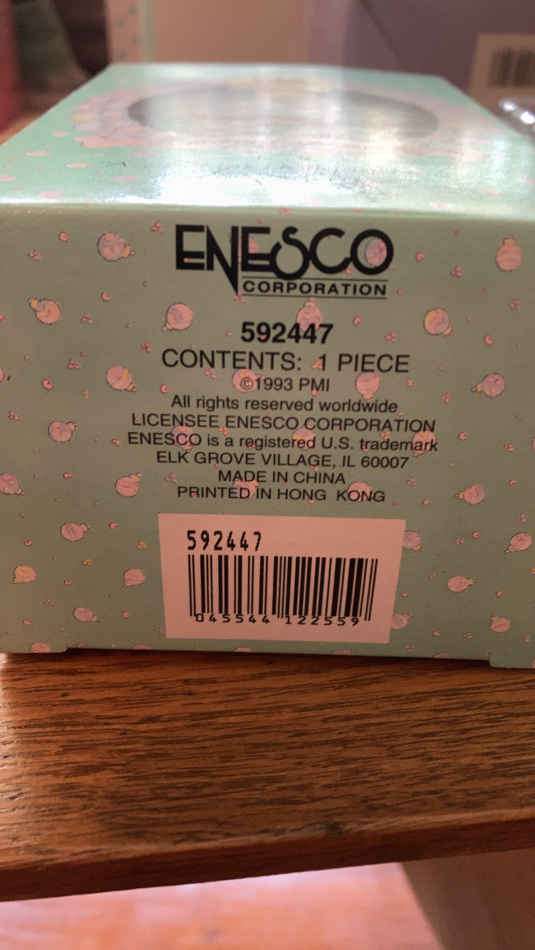 ENESCO
CORPORATION
592447
CONTENTS: 1 PIECE
©1993 PMI
All rights reserved worldwide
LICENSEE ENESCO CORPORATION
ENESCO is a registered U.S. trademark
ELK GROVE VILLAGE, IL 60007
MADE IN CHINA
PRINTED IN HONG KONG
592447
045544 122559